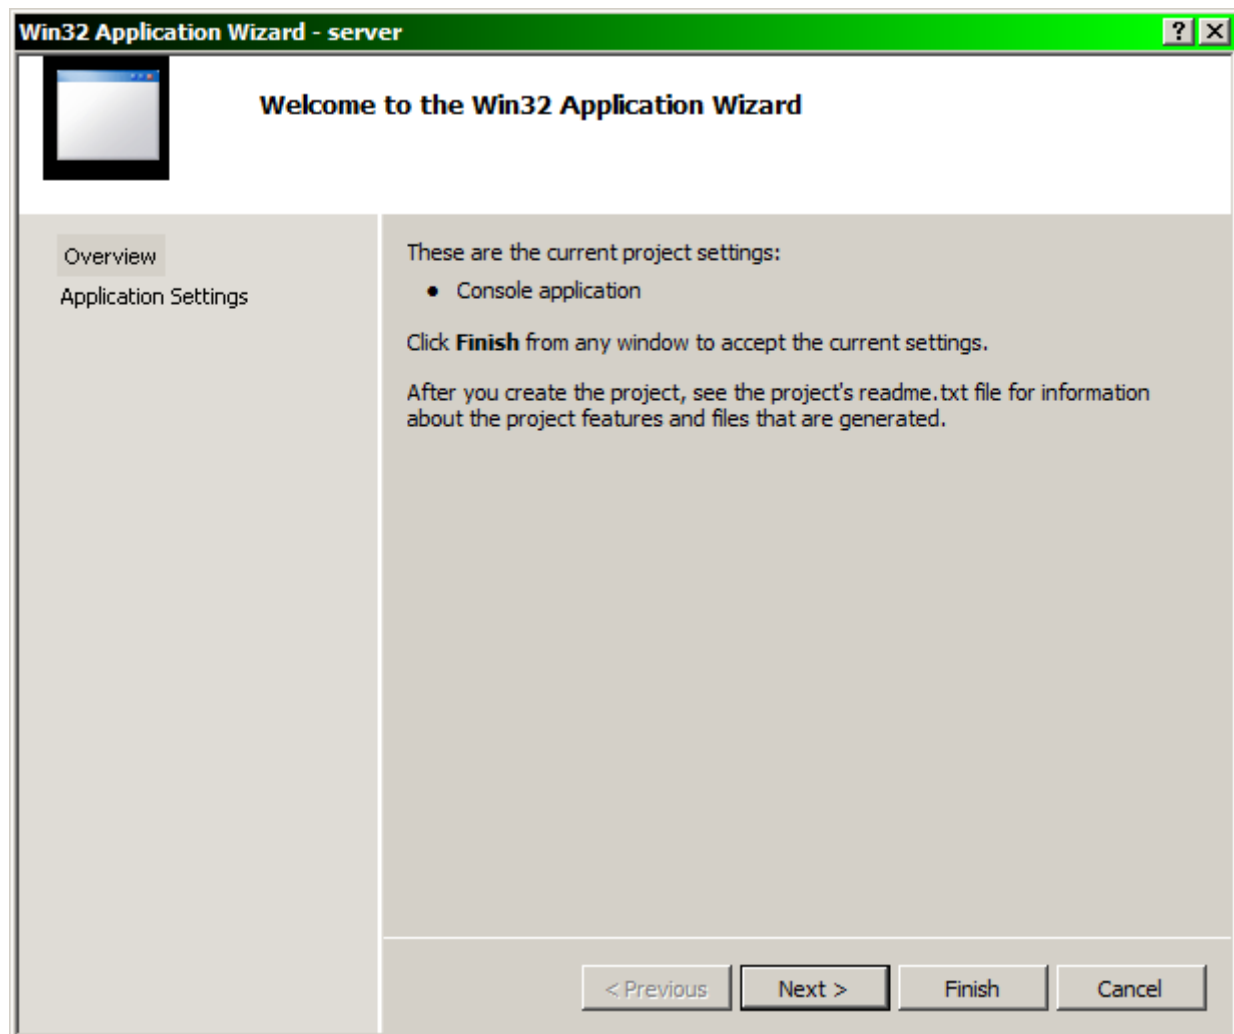 Win32 Application Wizard - server
Welcome to the Win32 Application Wizard
Overview
Application Settings
These are the current project settings:
• Console application
Click Finish from any window to accept the current settings.
After you create the project, see the project's readme.txt file for information
about the project features and files that are generated.
< Previous
Next >
Finish
Cancel